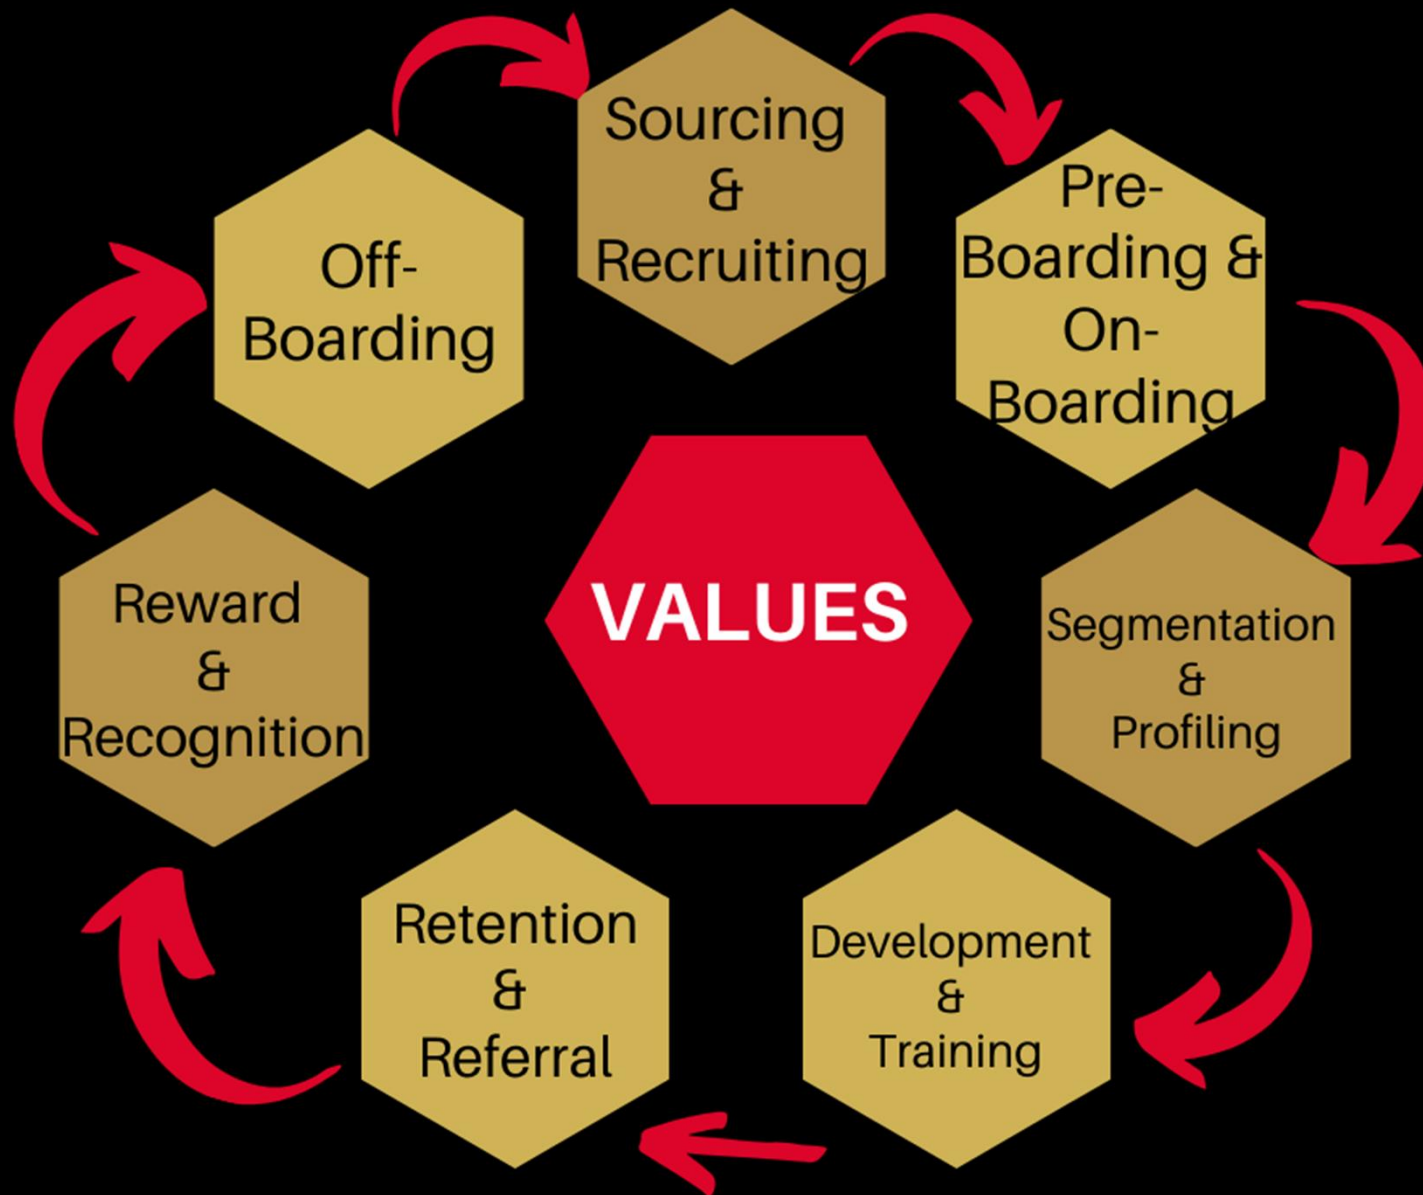 Sourcing
&
Recruiting
Pre-
Boarding &
On-
Boarding
Segmentation
&
Profiling
Development
&
Training
Retention
&
Referral
Reward
&
Recognition
Off-
Boarding
VALUES